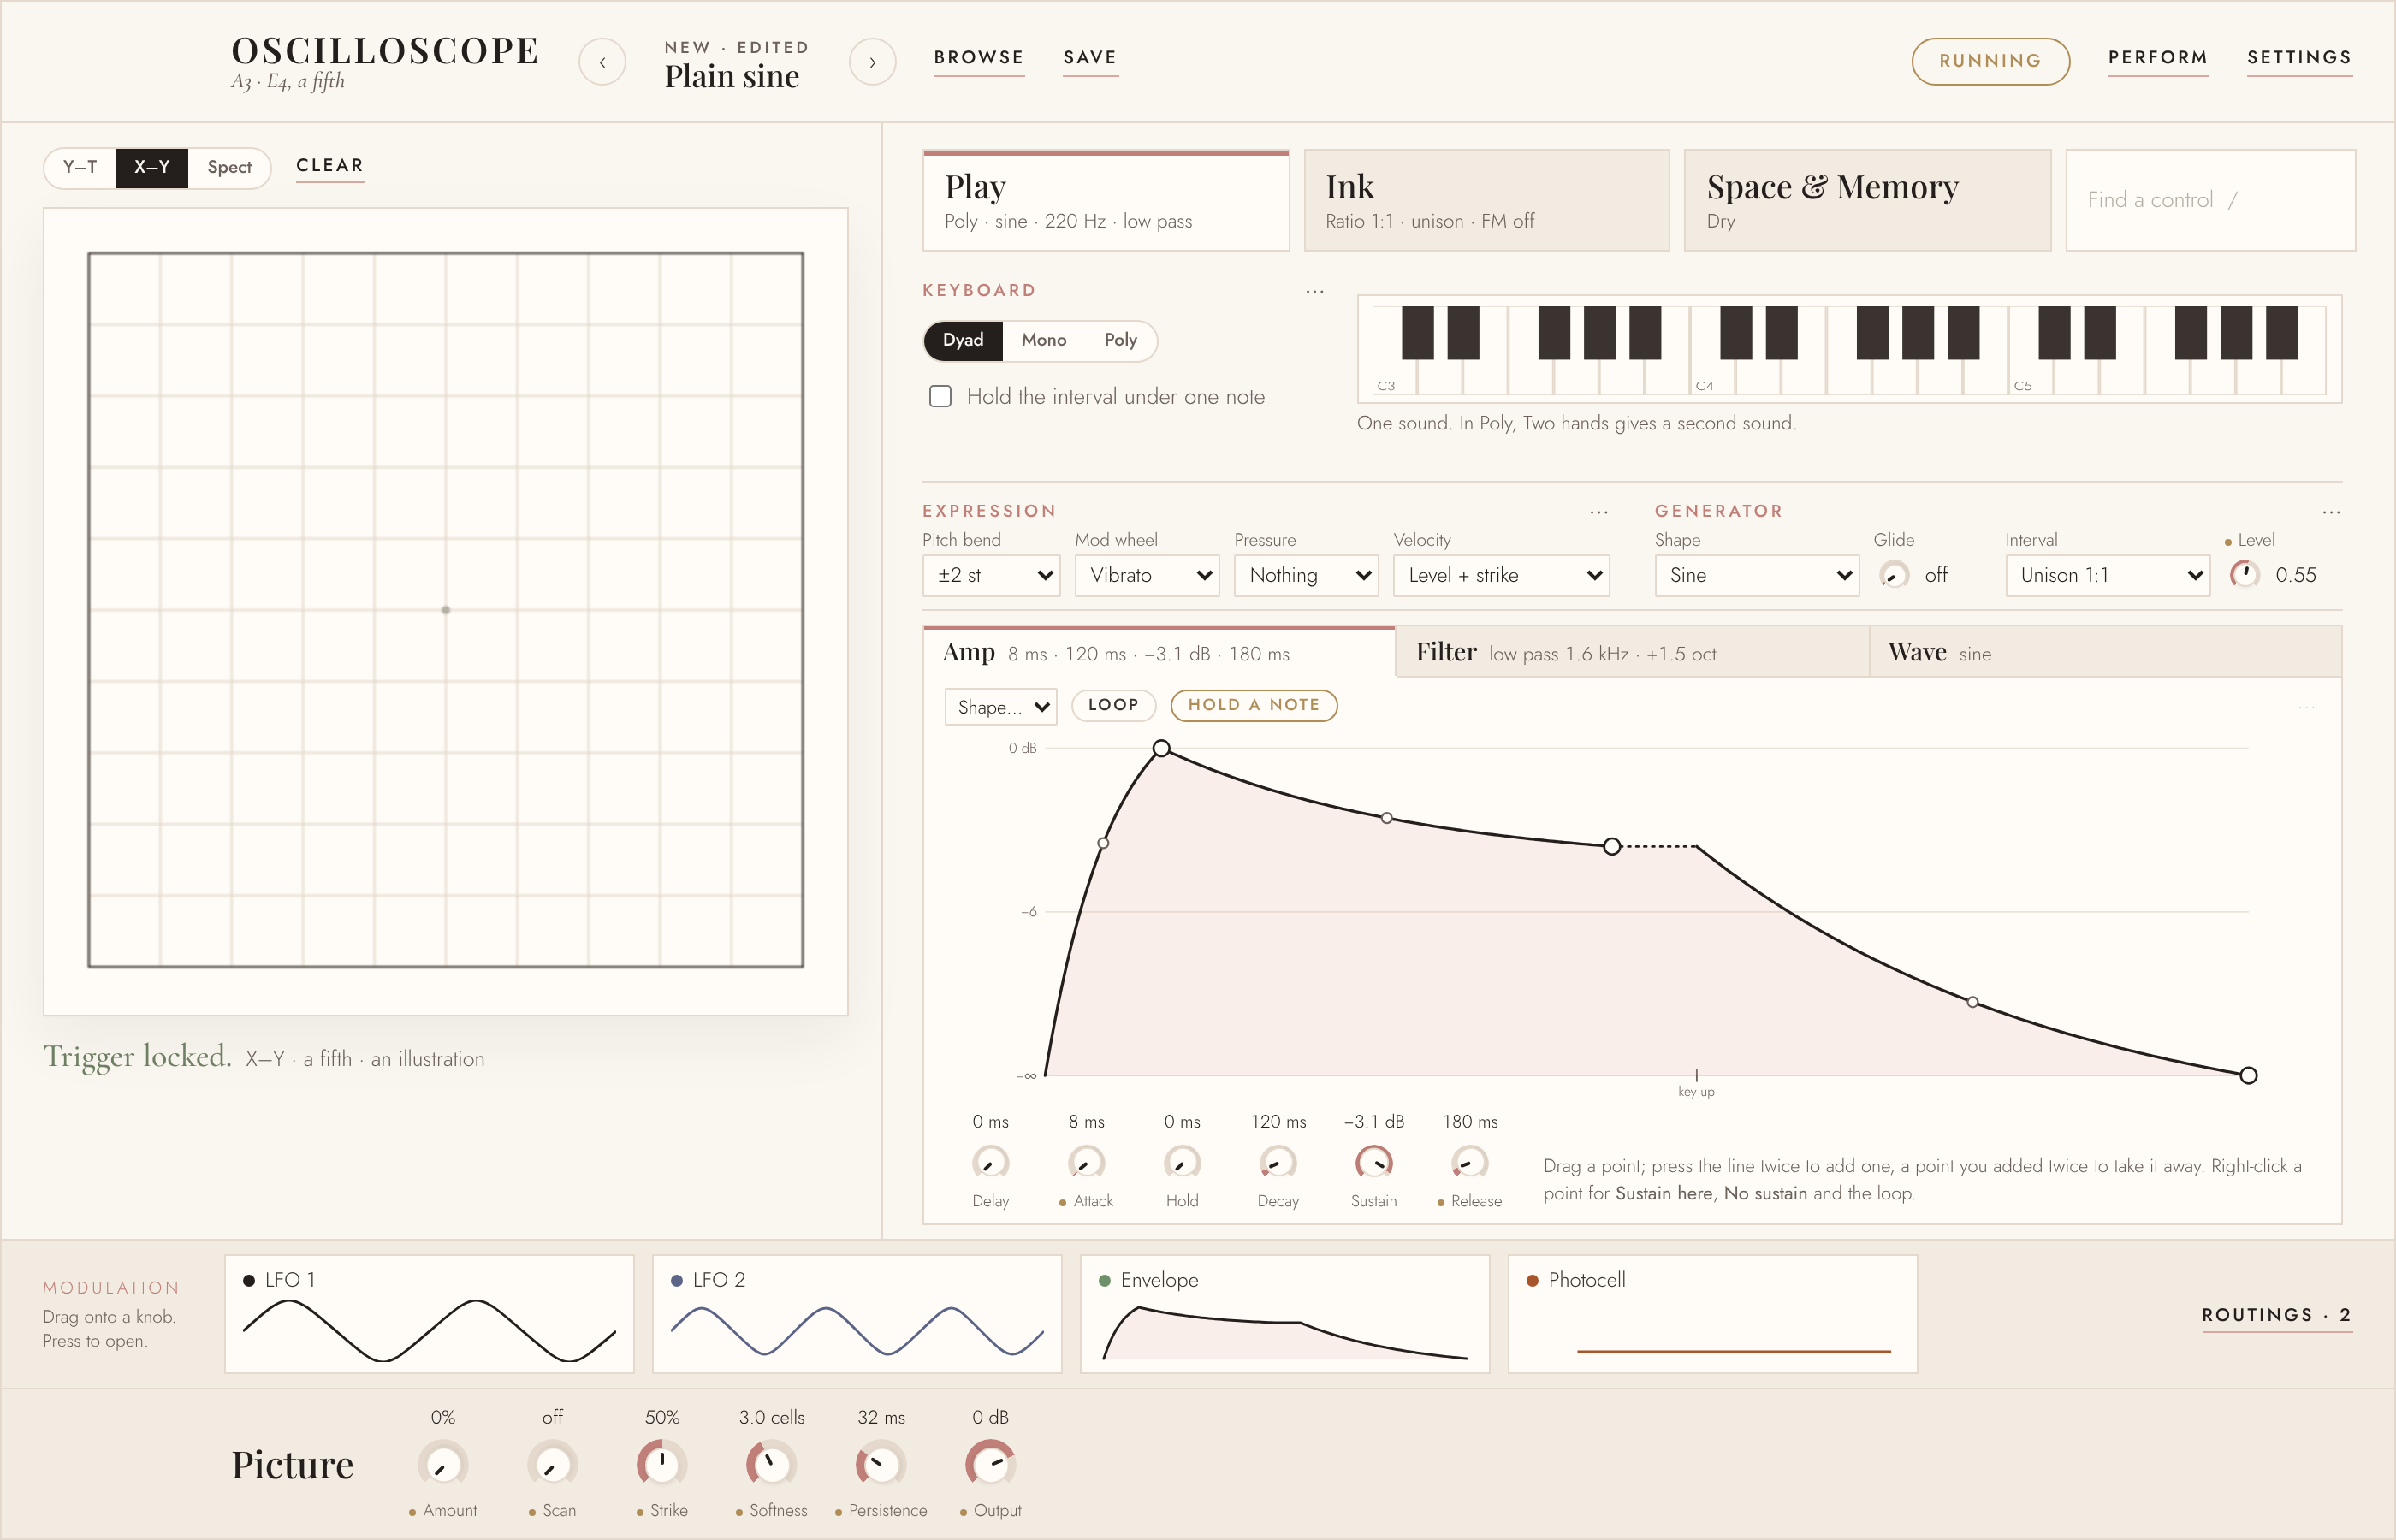 OSCILLOSCOPE
A3 · E4, a fifth
‹
NEW · EDITED
Plain sine
›
BROWSE
SAVE
RUNNING
PERFORM
SETTINGS
Y–T
X–Y
Spect
CLEAR
Play
Poly · sine · 220 Hz · low pass
Ink
Ratio 1:1 · unison · FM off
Space & Memory
Dry
Find a control /
KEYBOARD
...
Dyad
Mono
Poly
Hold the interval under one note
C3
C4
C5
One sound. In Poly, Two hands gives a second sound.
EXPRESSION
...
Pitch bend
±2 st
Mod wheel
Vibrato
Pressure
Nothing
Velocity
Level + strike
GENERATOR
...
Shape
Sine
Glide
off
Interval
Unison 1:1
Level
0.55
Amp 8 ms · 120 ms · −3.1 dB · 180 ms
Filter low pass 1.6 kHz · +1.5 oct
Wave sine
Shape...
LOOP
HOLD A NOTE
...
0 dB
−6
−∞
key up
0 ms
Delay
8 ms
Attack
0 ms
Hold
120 ms
Decay
−3.1 dB
Sustain
180 ms
Release
Drag a point; press the line twice to add one, a point you added twice to take it away. Right-click a
point for Sustain here, No sustain and the loop.
Trigger locked. X–Y · a fifth · an illustration
MODULATION
Drag onto a knob.
Press to open.
LFO 1
LFO 2
Envelope
Photocell
ROUTINGS · 2
Picture
0%
Amount
off
Scan
50%
Strike
3.0 cells
Softness
32 ms
Persistence
0 dB
Output